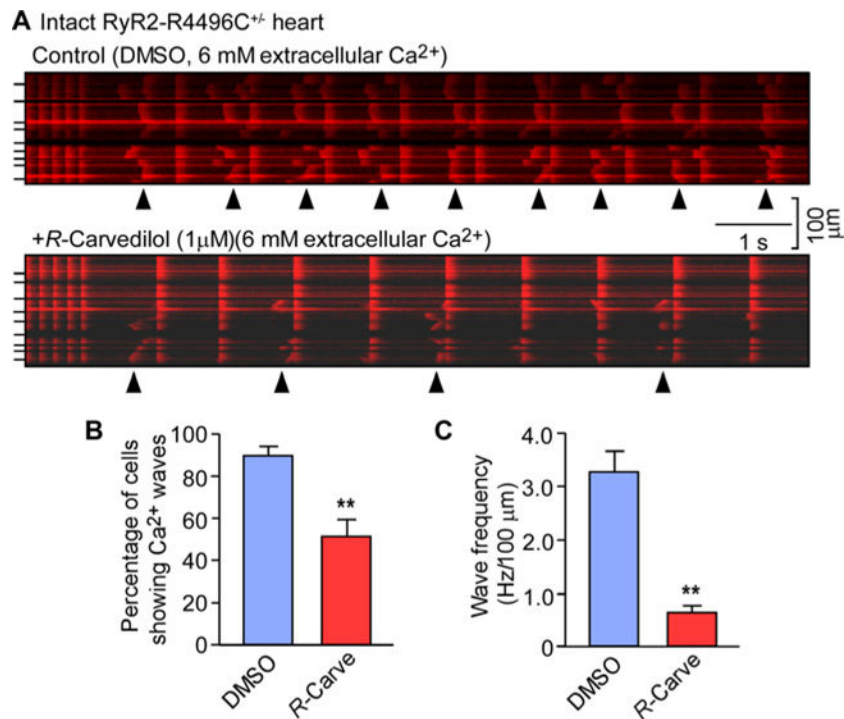 A Intact RyR2-R4496C+/- heart
Control (DMSO, 6 mM extracellular Ca2+)
1 s
100 μm
+R-Carvedilol (1μM)(6 mM extracellular Ca2+)
B
Percentage of cells
showing Ca2+ waves
100
80
60
40
20
0
**
DMSO
R-Carve
C
Wave frequency
(Hz/100 μm)
4.0
3.0
2.0
1.0
0
**
DMSO
R-Carve